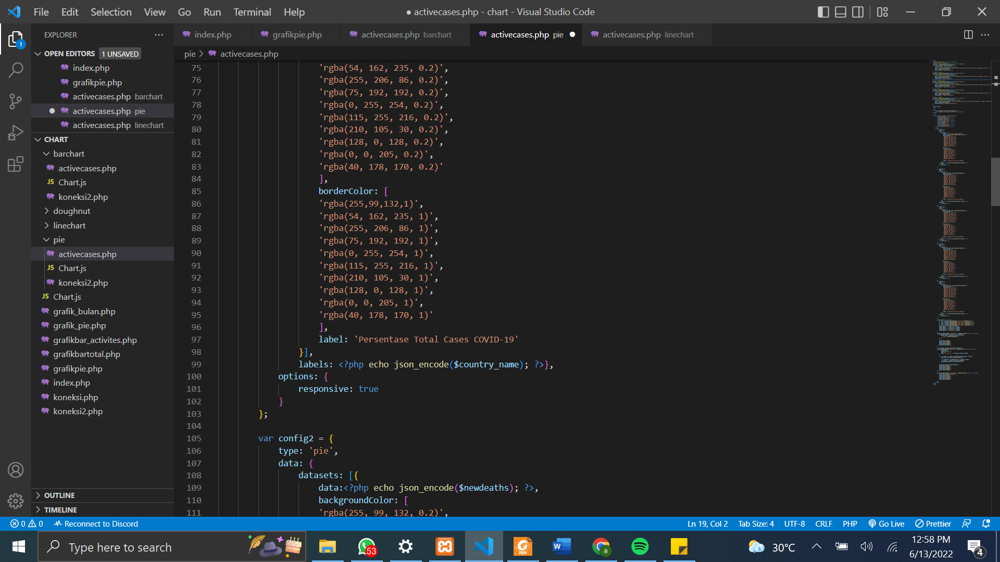 File Edit Selection View Go Run Terminal Help
● activecases.php - chart - Visual Studio Code
EXPLORER
index.php
grafikpie.php
activecases.php barchart
activecases.php pie
activecases.php linechart
OPEN EDITORS 1 UNSAVED
index.php
grafikpie.php
activecases.php barchart
activecases.php pie
activecases.php linechart
CHART
barchart
activecases.php
JS Chart.js
koneksi2.php
doughnut
linechart
pie
activecases.php
JS Chart.js
koneksi2.php
JS Chart.js
grafik_bulan.php
grafik_pie.php
grafikbar_activites.php
grafikbartotal.php
grafikpie.php
index.php
koneksi.php
koneksi2.php
OUTLINE
TIMELINE
pie > activecases.php
75 'rgba(54, 162, 235, 0.2)',
76 'rgba(255, 206, 86, 0.2)',
77 'rgba(75, 192, 192, 0.2)',
78 'rgba(0, 255, 254, 0.2)',
79 'rgba(115, 255, 216, 0.2)',
80 'rgba(210, 105, 30, 0.2)',
81 'rgba(128, 0, 128, 0.2)',
82 'rgba(0, 0, 205, 0.2)',
83 'rgba(40, 178, 170, 0.2)'
84 ],
85 borderColor: [
86 'rgba(255,99,132,1)',
87 'rgba(54, 162, 235, 1)',
88 'rgba(255, 206, 86, 1)',
89 'rgba(75, 192, 192, 1)',
90 'rgba(0, 255, 254, 1)',
91 'rgba(115, 255, 216, 1)',
92 'rgba(210, 105, 30, 1)',
93 'rgba(128, 0, 128, 1)',
94 'rgba(0, 0, 205, 1)',
95 'rgba(40, 178, 170, 1)'
96 ],
97 label: 'Persentase Total Cases COVID-19'
98 }],
99 labels: <?php echo json_encode($country_name); ?>},
100 options: {
101 responsive: true
102 }
103 };
104
105 var config2 = {
106 type: 'pie',
107 data: {
108 datasets: [{
109 data:<?php echo json_encode($newdeaths); ?>,
110 backgroundColor: [
111 'rgba(255, 99, 132, 0.2)',
0 0 Reconnect to Discord
Ln 19, Col 2 Tab Size: 4 UTF-8 CRLF PHP Go Live Prettier
Type here to search
53
PDF
W
a
30°C
12:58 PM
6/13/2022
4
1